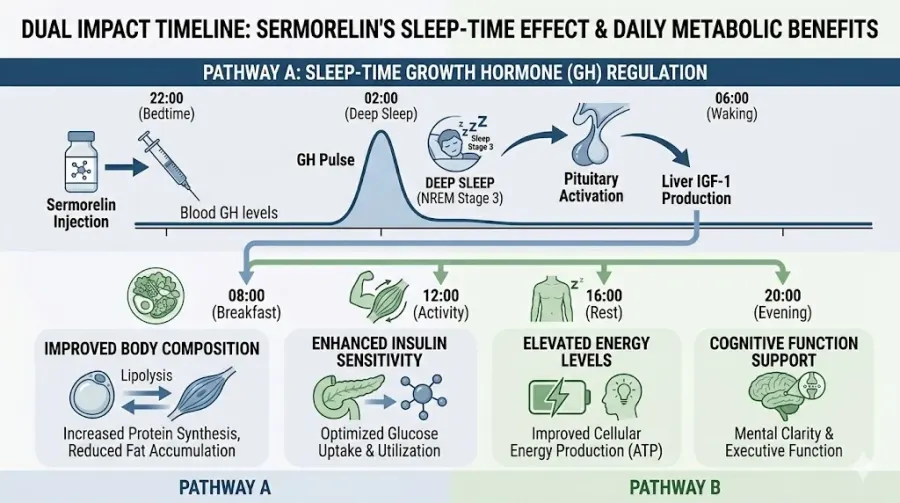 DUAL IMPACT TIMELINE: SERMORELIN'S SLEEP-TIME EFFECT & DAILY METABOLIC BENEFITS
PATHWAY A: SLEEP-TIME GROWTH HORMONE (GH) REGULATION
22:00
(Bedtime)
02:00
(Deep Sleep)
06:00
(Waking)
Sermorelin
Injection
Blood GH levels
GH Pulse
z z Z Z
Sleep
Stage 3
DEEP SLEEP
(NREM Stage 3)
Pituitary
Activation
Liver IGF-1
Production
08:00
(Breakfast)
12:00
(Activity)
z z
16:00
(Rest)
20:00
(Evening)
IMPROVED BODY COMPOSITION
Lipolysis
Increased Protein Synthesis,
Reduced Fat Accumulation
ENHANCED INSULIN
SENSITIVITY
Optimized Glucose
Uptake & Utilization
ELEVATED ENERGY
LEVELS
Improved Cellular
Energy Production (ATP)
COGNITIVE FUNCTION
SUPPORT
Mental Clarity &
Executive Function
PATHWAY A
PATHWAY B